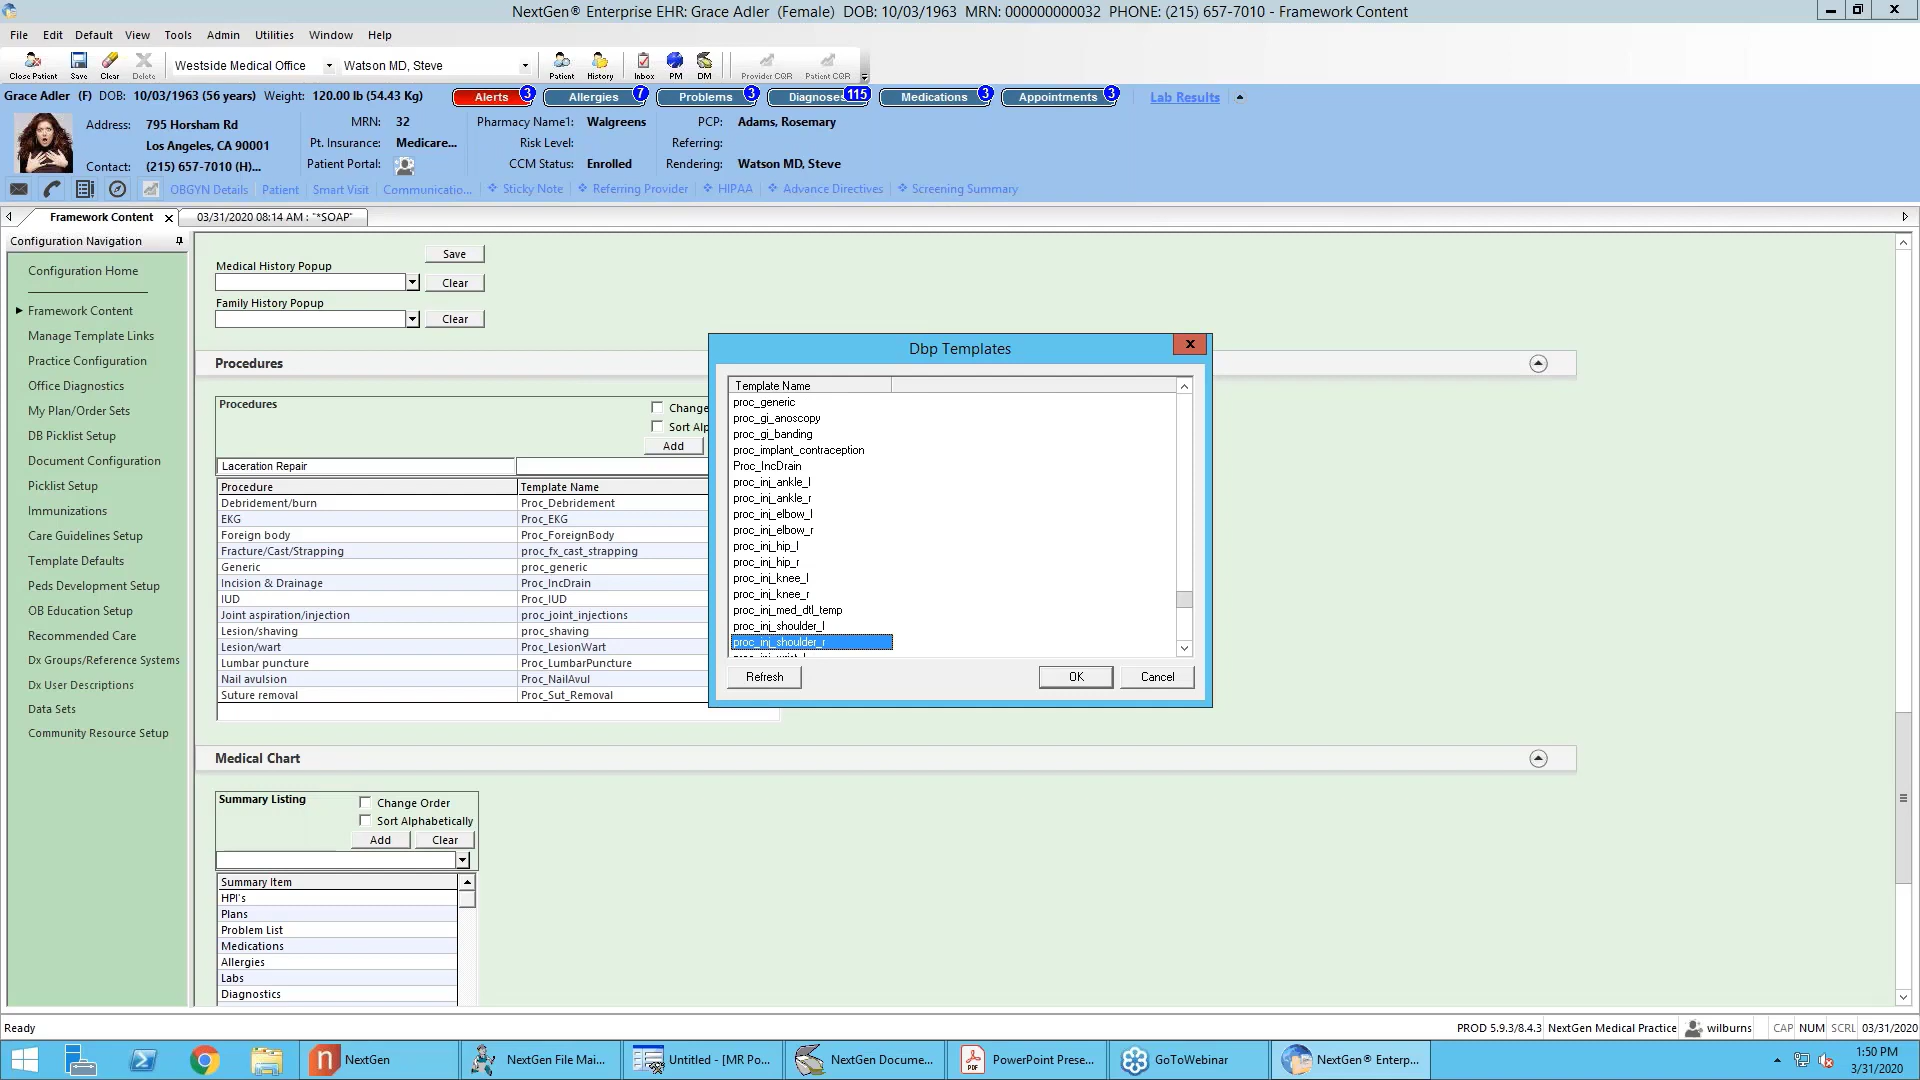 NextGen® Enterprise EHR: Grace Adler (Female) DOB: 10/03/1963 MRN: 000000000032 PHONE: (215) 657-7010 - Framework Content
File Edit Default View Tools Admin Utilities Window Help
Close Patient Save Clear Delete Westside Medical Office Watson MD, Steve Patient History Inbox PM DM Provider CQR Patient CQR
Grace Adler (F) DOB: 10/03/1963 (56 years) Weight: 120.00 lb (54.43 Kg) Alerts 3 Allergies 7 Problems 3 Diagnoses 115 Medications 3 Appointments 3 Lab Results
Address: 795 Horsham Rd MRN: 32 Pharmacy Name1: Walgreens PCP: Adams, Rosemary
Los Angeles, CA 90001 Pt. Insurance: Medicare... Risk Level: Referring:
Contact: (215) 657-7010 (H)... Patient Portal: CCM Status: Enrolled Rendering: Watson MD, Steve
OBGYN Details Patient Smart Visit Communicatio... Sticky Note Referring Provider HIPAA Advance Directives Screening Summary
Framework Content 03/31/2020 08:14 AM : "*SOAP"
Configuration Navigation
Configuration Home
Framework Content
Manage Template Links
Practice Configuration
Office Diagnostics
My Plan/Order Sets
DB Picklist Setup
Document Configuration
Picklist Setup
Immunizations
Care Guidelines Setup
Template Defaults
Peds Development Setup
OB Education Setup
Recommended Care
Dx Groups/Reference Systems
Dx User Descriptions
Data Sets
Community Resource Setup
Save
Medical History Popup
Clear
Family History Popup
Clear
Procedures
Procedures
Change
Sort Alp
Add
Laceration Repair
Procedure Template Name
Debridement/burn Proc_Debridement
EKG Proc_EKG
Foreign body Proc_ForeignBody
Fracture/Cast/Strapping proc_fx_cast_strapping
Generic proc_generic
Incision & Drainage Proc_IncDrain
IUD Proc_IUD
Joint aspiration/injection proc_joint_injections
Lesion/shaving proc_shaving
Lesion/wart Proc_LesionWart
Lumbar puncture Proc_LumbarPuncture
Nail avulsion Proc_NailAvul
Suture removal Proc_Sut_Removal
Dbp Templates
Template Name
proc_generic
proc_gi_anoscopy
proc_gi_banding
proc_implant_contraception
Proc_IncDrain
proc_inj_ankle_l
proc_inj_ankle_r
proc_inj_elbow_l
proc_inj_elbow_r
proc_inj_hip_l
proc_inj_hip_r
proc_inj_knee_l
proc_inj_knee_r
proc_inj_med_dtl_temp
proc_inj_shoulder_l
proc_inj_shoulder_r
Refresh OK Cancel
Medical Chart
Summary Listing
Change Order
Sort Alphabetically
Add Clear
Summary Item
HPI's
Plans
Problem List
Medications
Allergies
Labs
Diagnostics
Ready PROD 5.9.3/8.4.3 NextGen Medical Practice wilburns CAP NUM SCRL 03/31/2020
NextGen NextGen File Mai... Untitled - [MR Po... NextGen Docume... PowerPoint Prese... GoToWebinar NextGen® Enterp...
1:50 PM
3/31/2020